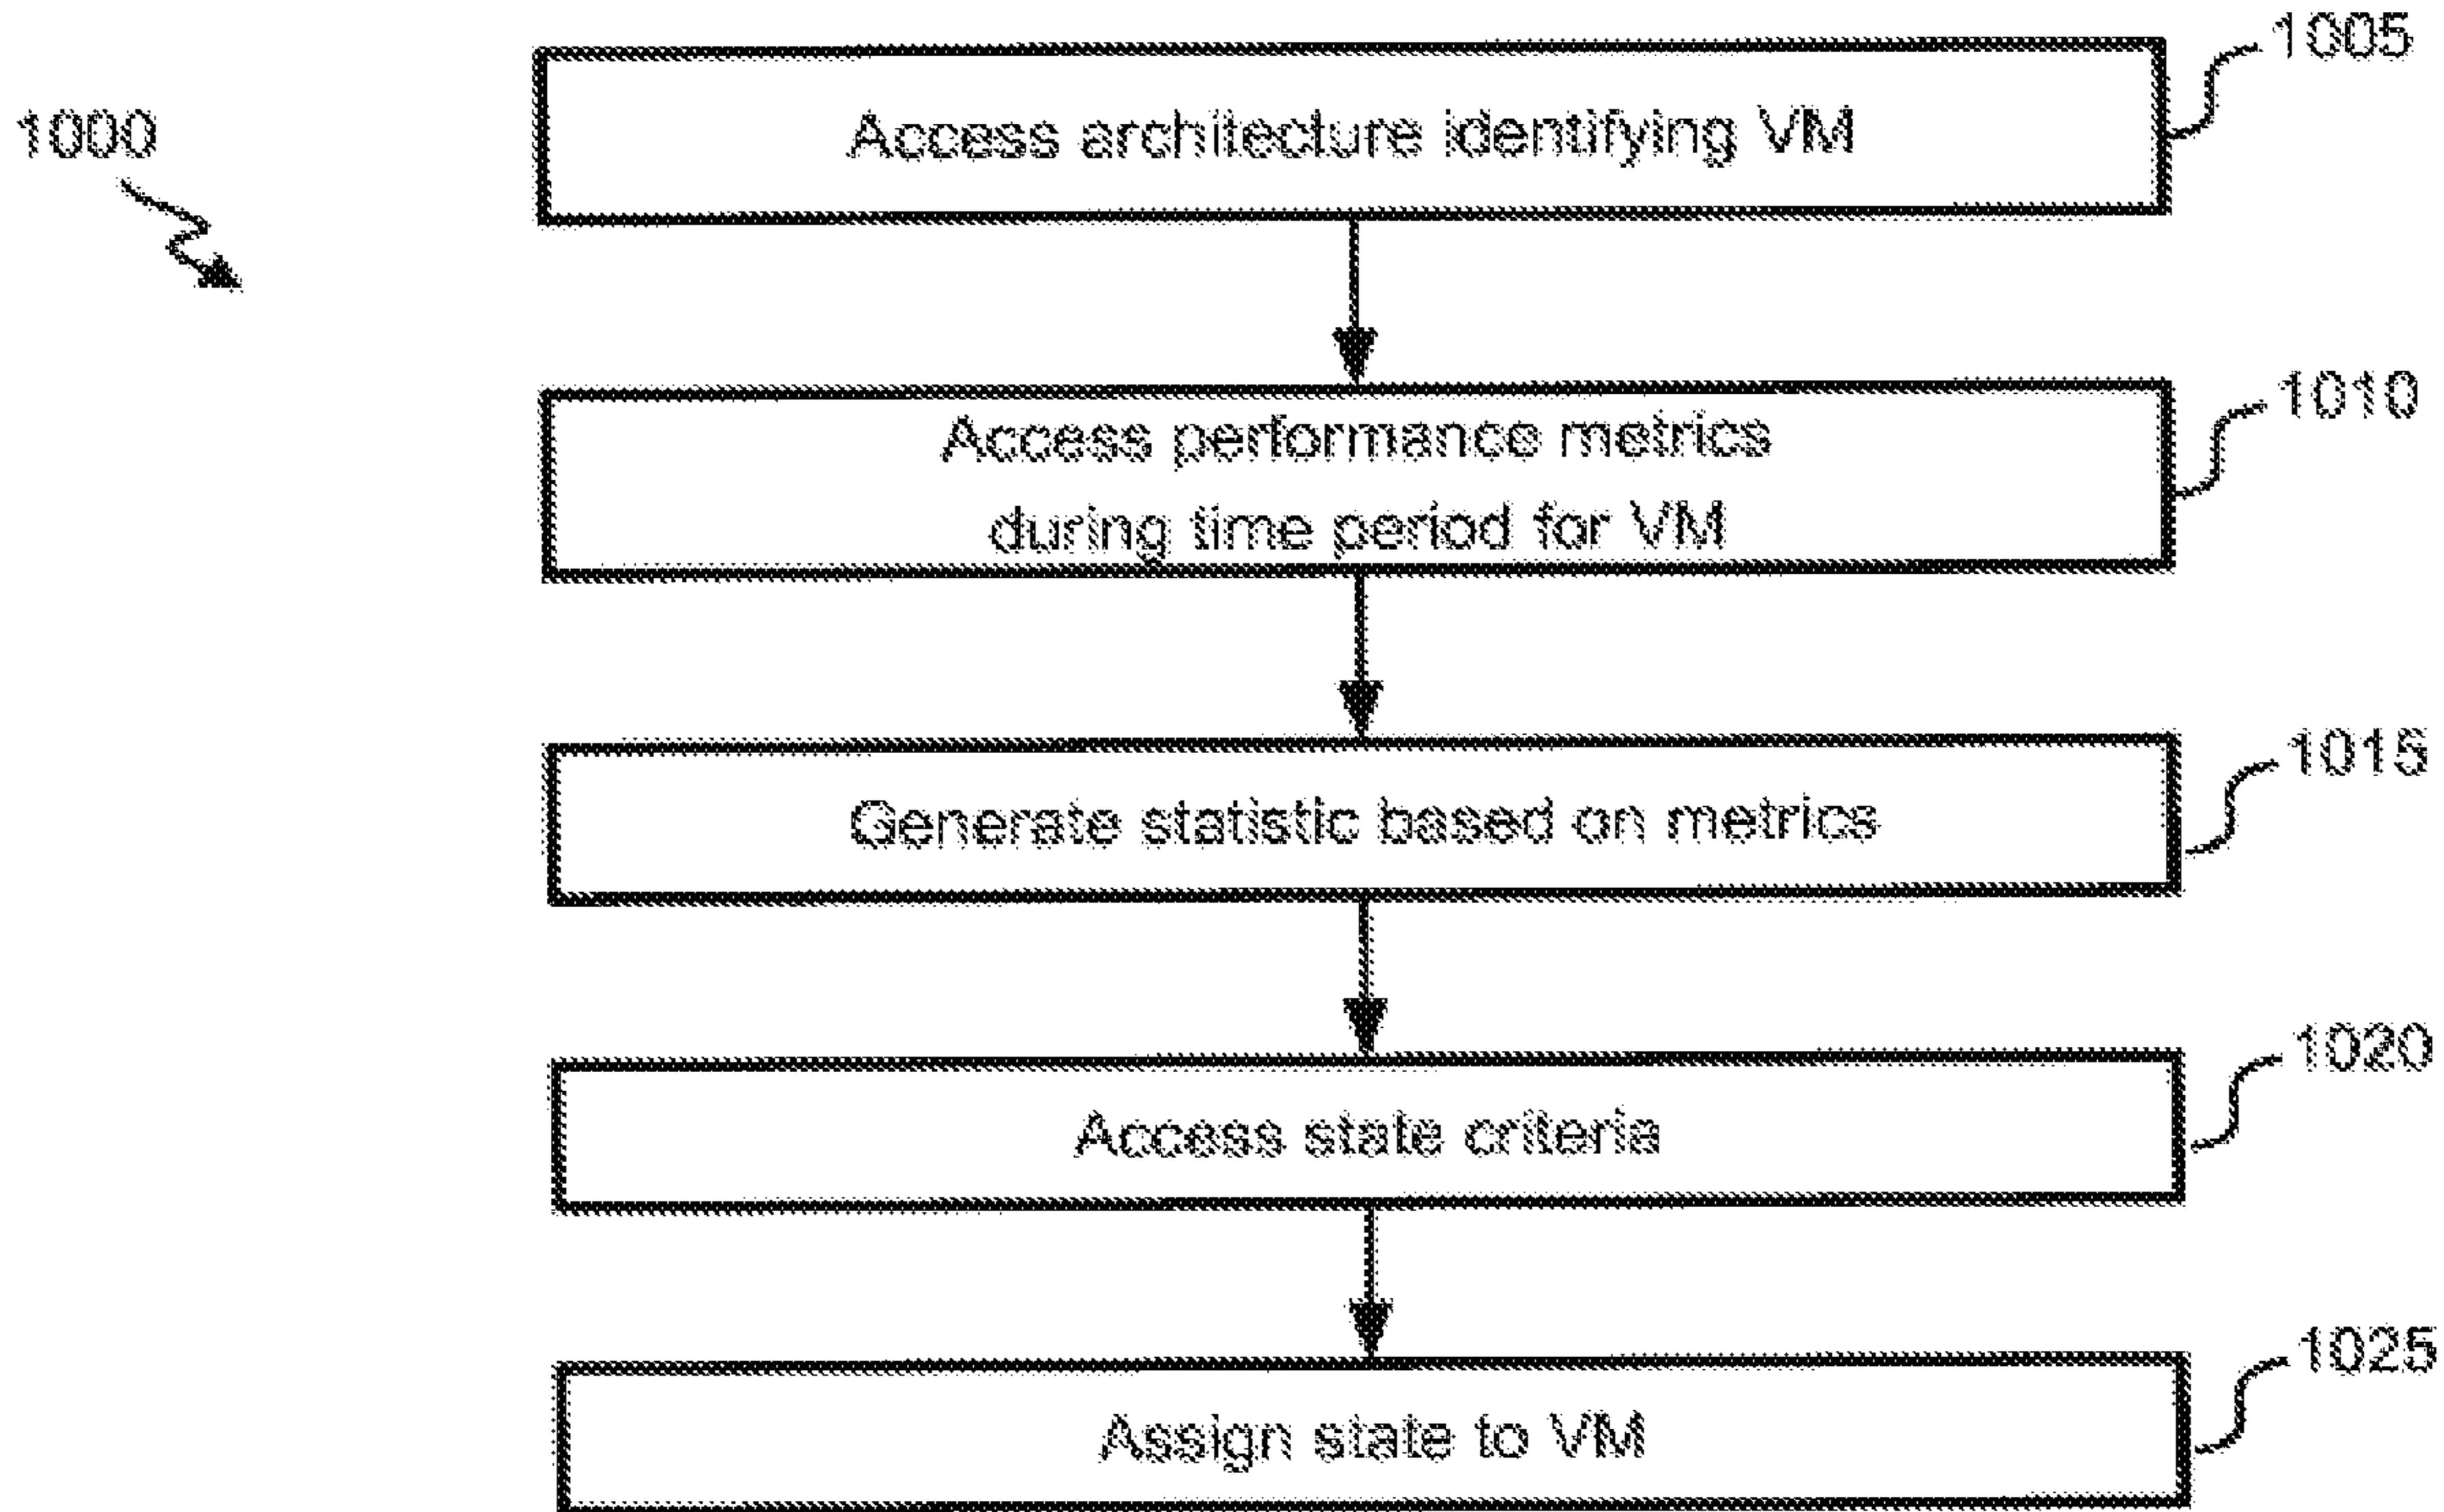 1005
1000
Access architecture identifying VM
1010
Access performance metrics
during time period for VM
1015
Generate statistic based on metrics
1020
Access state criteria
1025
Assign state to VM